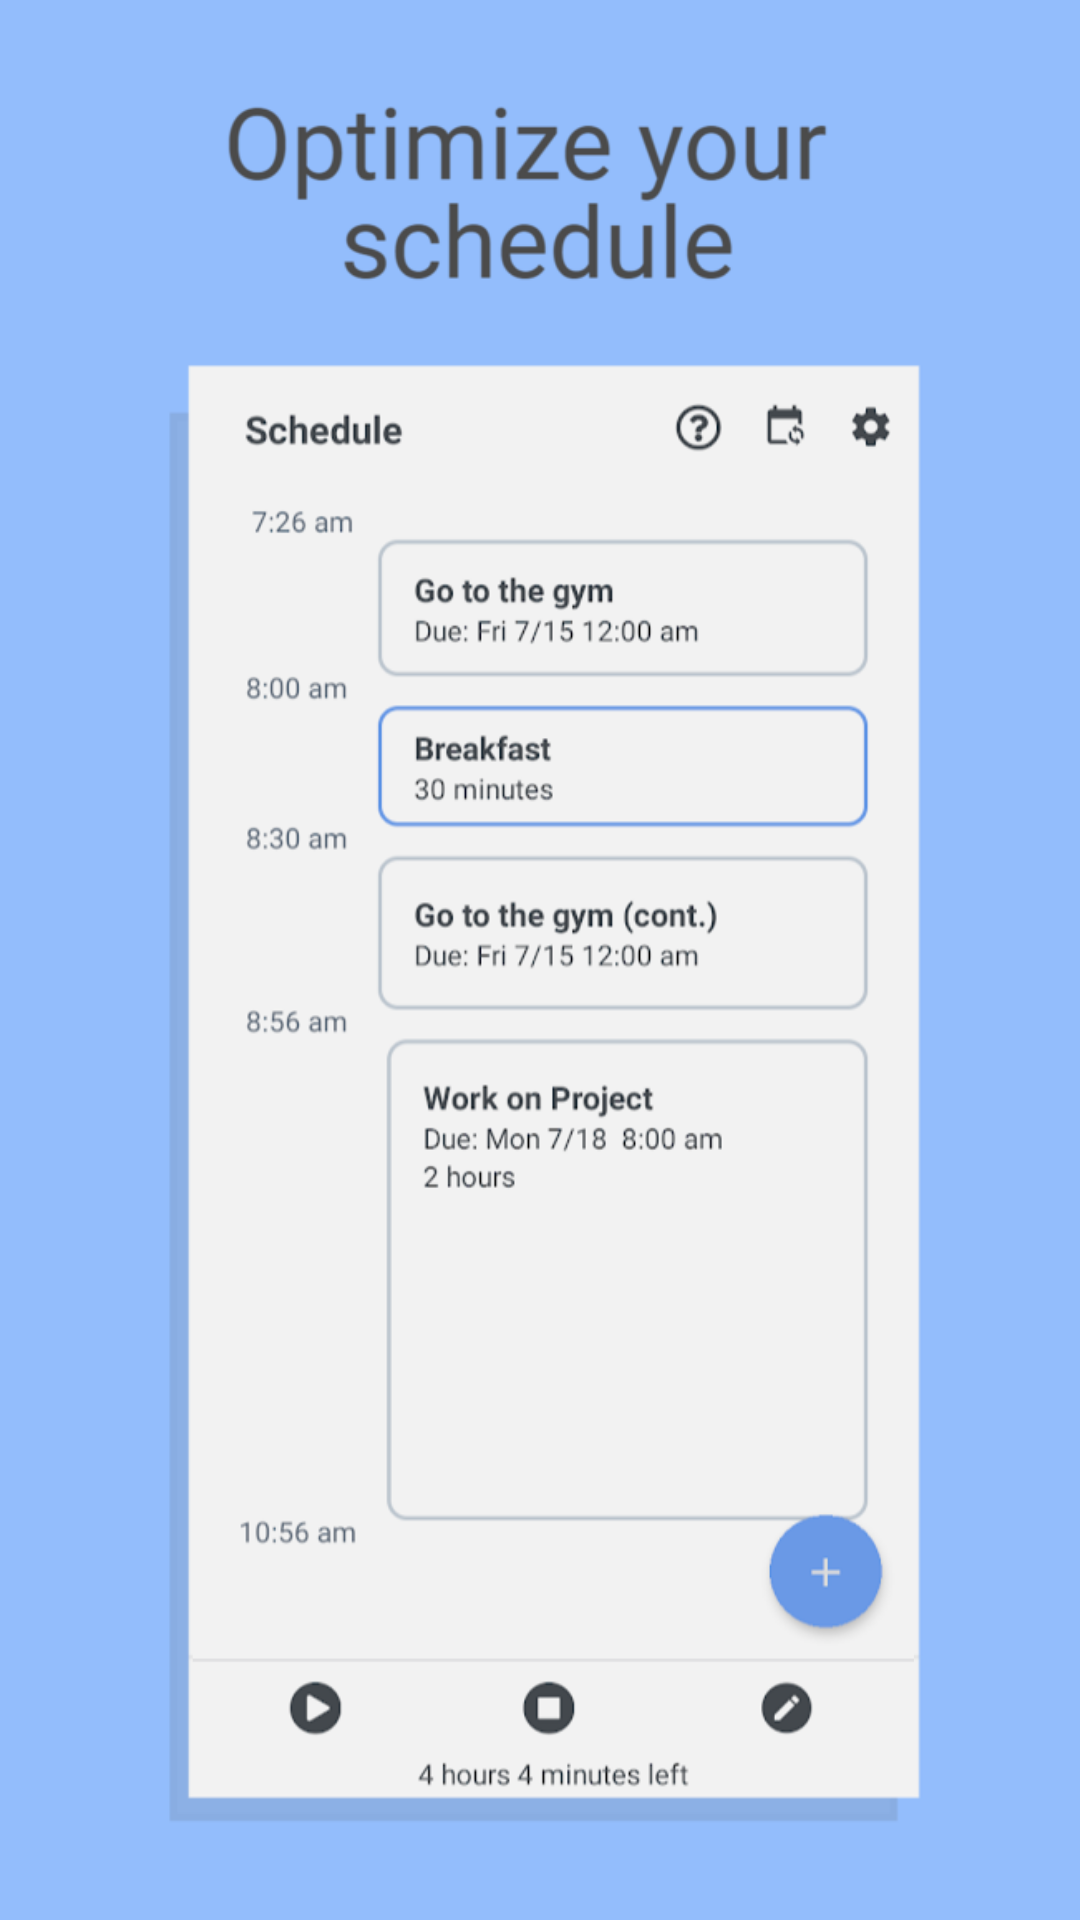 Optimize your
schedule
Schedule
7:26 am
Go to the gym
Due: Fri 7/15 12:00 am
8:00 am
Breakfast
30 minutes
8:30 am
Go to the gym (cont.)
Due: Fri 7/15 12:00 am
8:56 am
Work on Project
Due: Mon 7/18 8:00 am
2 hours
10:56 am
4 hours 4 minutes left